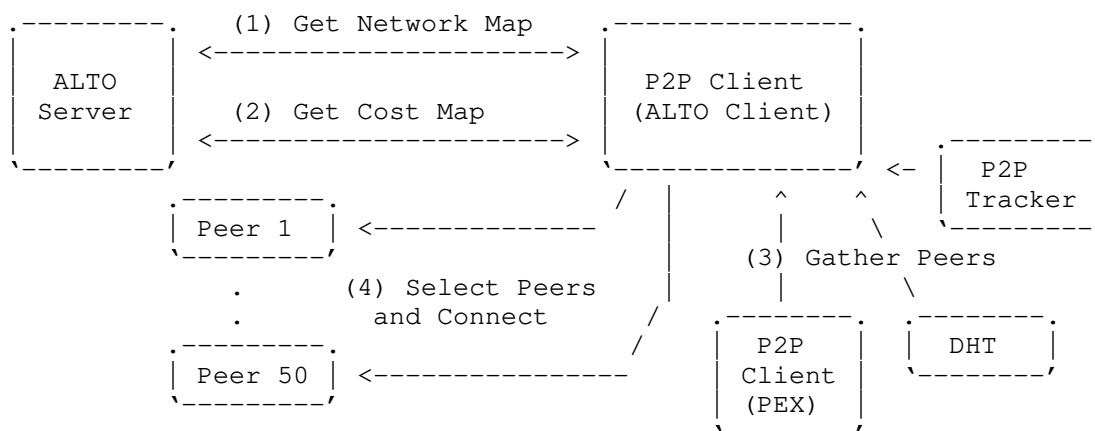 (1) Get Network Map
ALTO
Server
P2P Client
(ALTO Client)
(2) Get Cost Map
P2P
Tracker
Peer 1
(3) Gather Peers
(4) Select Peers
and Connect
Peer 50
P2P
Client
(PEX)
DHT